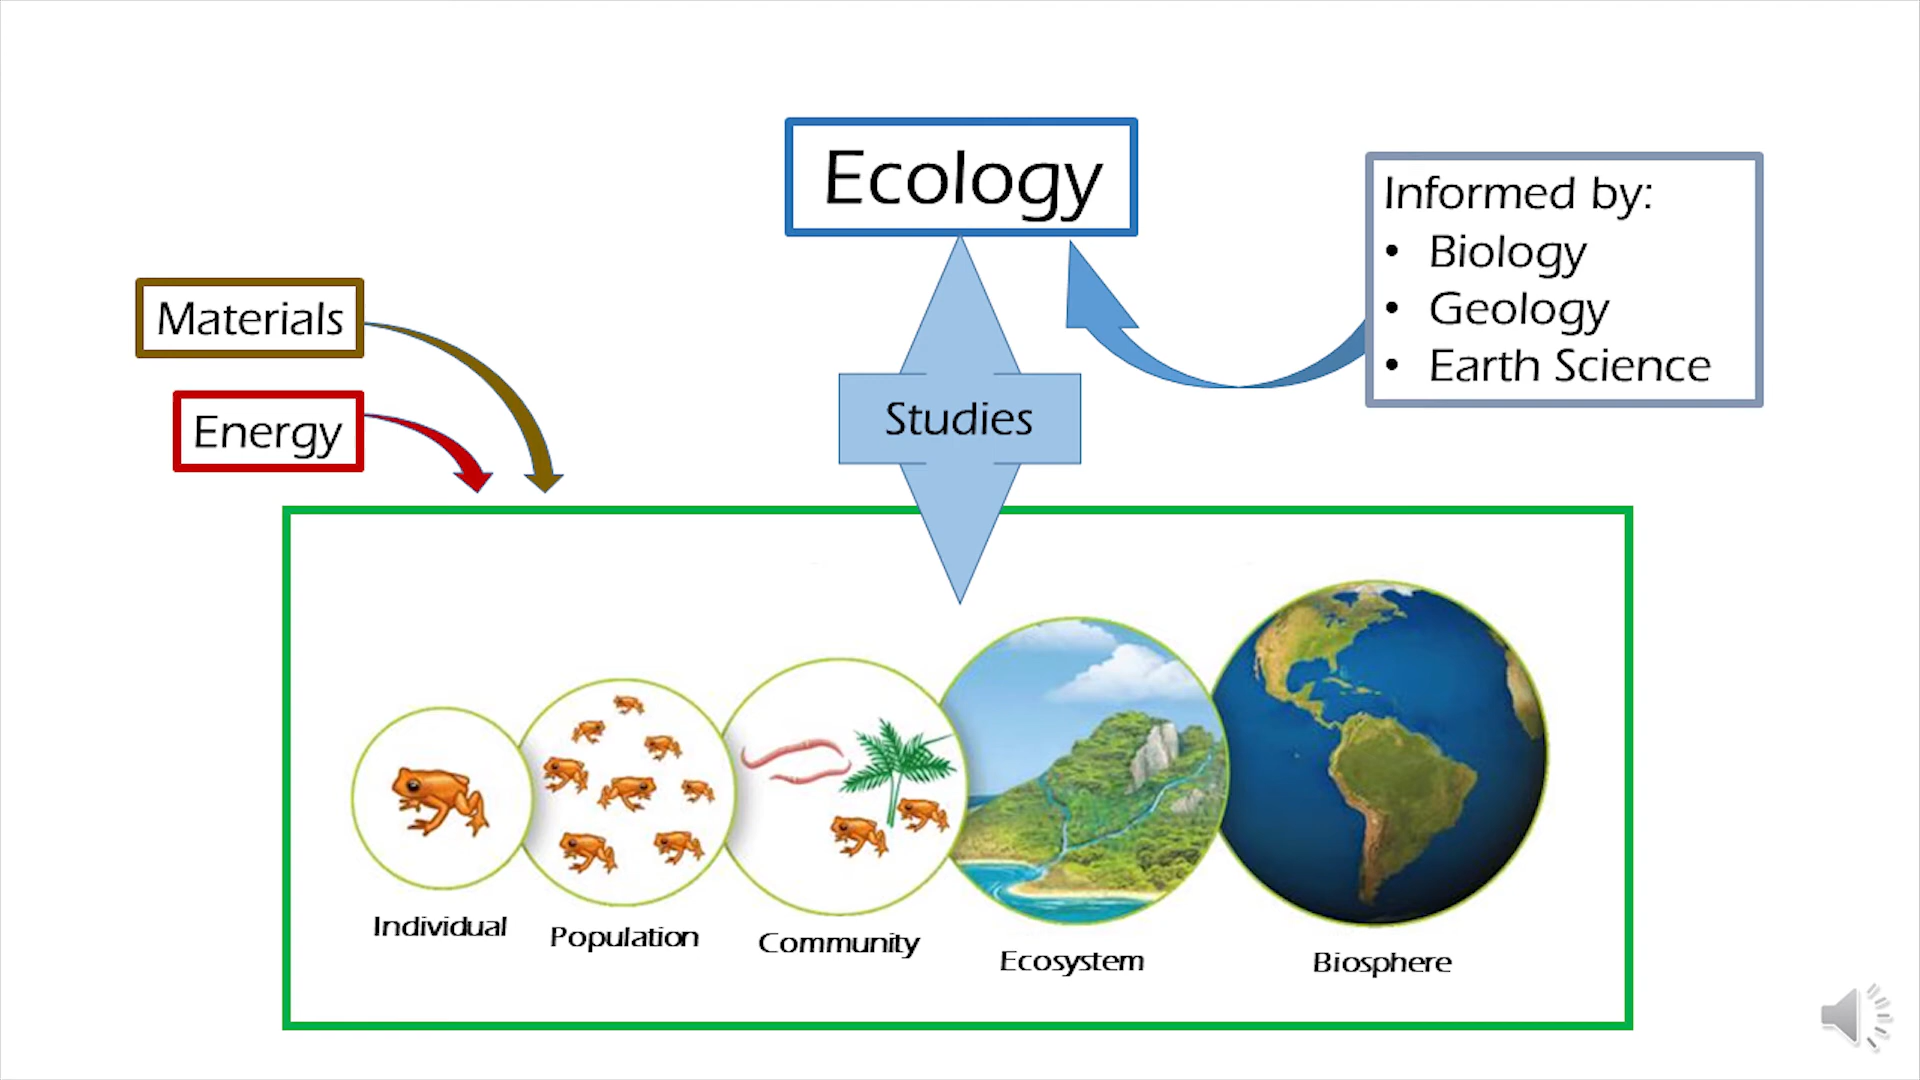 Ecology
Informed by:
• Biology
• Geology
• Earth Science
Materials
Energy
Studies
Individual
Population
Community
Ecosystem
Biosphere